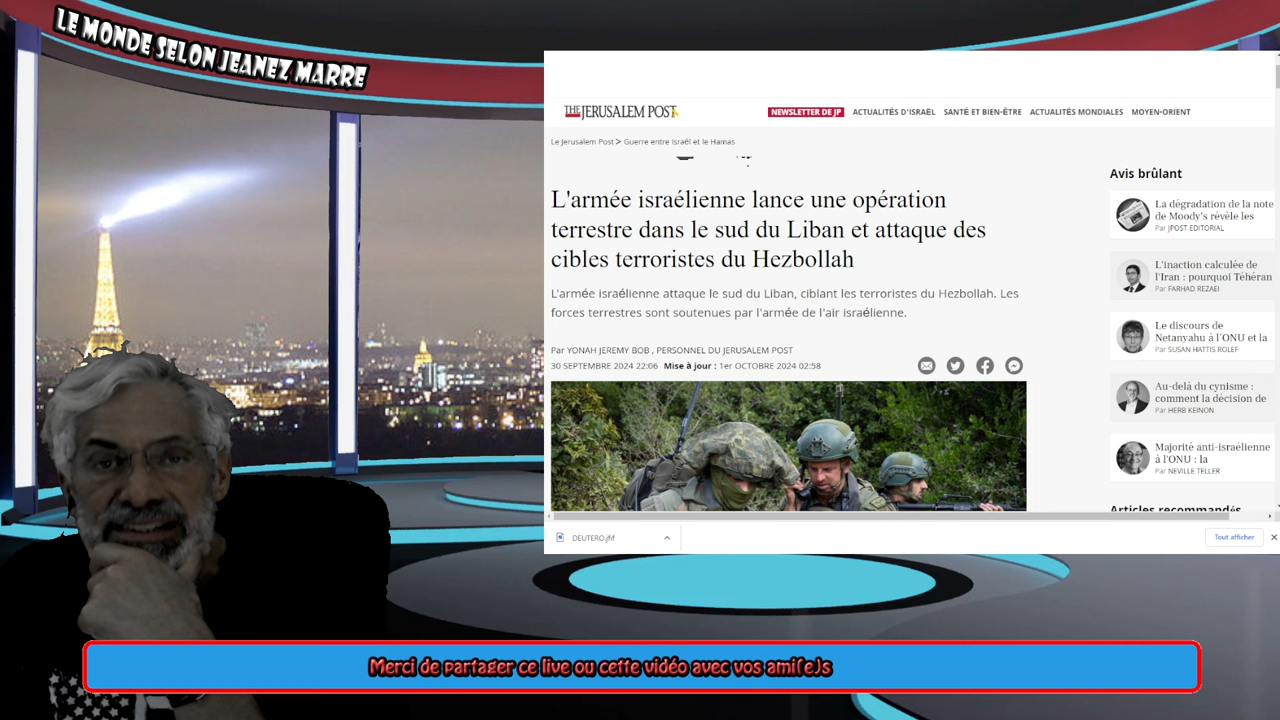 LE MONDE SELON JEANEZ MARRE
THE JERUSALEM POST
NEWSLETTER DE JP ACTUALITÉS D'ISRAËL SANTÉ ET BIEN-ÊTRE ACTUALITÉS MONDIALES MOYEN-ORIENT
Le Jerusalem Post > Guerre entre Israël et le Hamas
L'armée israélienne lance une opération
terrestre dans le sud du Liban et attaque des
cibles terroristes du Hezbollah
L'armée israélienne attaque le sud du Liban, ciblant les terroristes du Hezbollah. Les
forces terrestres sont soutenues par l'armée de l'air israélienne.
Par YONAH JEREMY BOB , PERSONNEL DU JERUSALEM POST
30 SEPTEMBRE 2024 22:06 Mise à jour : 1er OCTOBRE 2024 02:58
Avis brûlant
La dégradation de la note
de Moody's révèle les
Par JPOST EDITORIAL
L'inaction calculée de
l'Iran : pourquoi Téhéran
Par FARHAD REZAEI
Le discours de
Netanyahu à l'ONU et la
Par SUSAN HATTIS ROLEF
Au-delà du cynisme :
comment la décision de
Par HERB KEINON
Majorité anti-israélienne
à l'ONU : la
Par NEVILLE TELLER
Articles recommandés
DEUTERO.jfif
Tout afficher
Merci de partager ce live ou cette vidéo avec vos ami(e)s